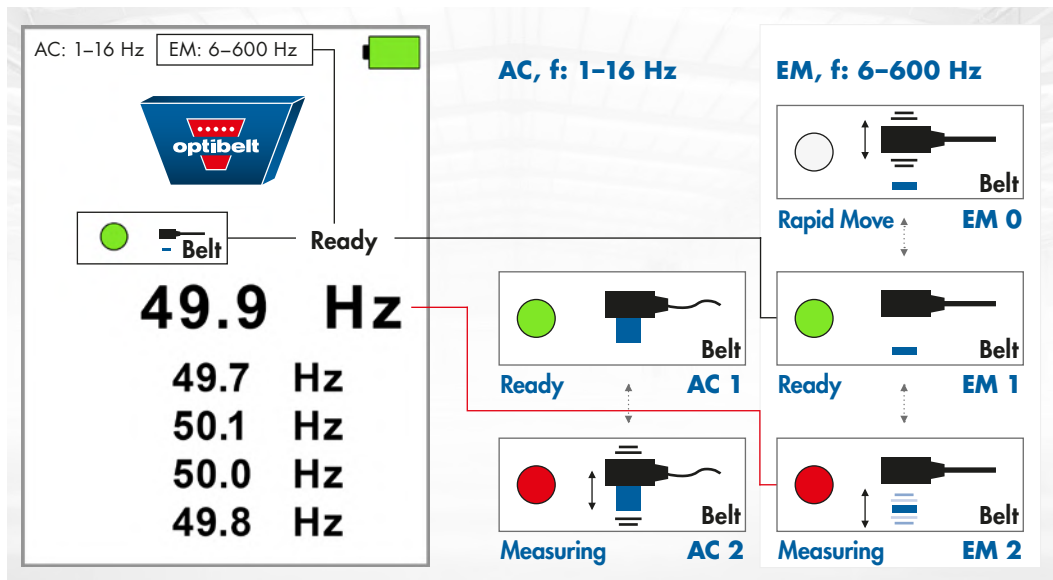 AC: 1–16 Hz EM: 6–600 Hz
optibelt
Belt
Ready
49.9 Hz
49.7 Hz
50.1 Hz
50.0 Hz
49.8 Hz
AC, f: 1–16 Hz
Belt
Ready AC 1
Belt
Measuring AC 2
EM, f: 6–600 Hz
Belt
Rapid Move EM 0
Belt
Ready EM 1
Belt
Measuring EM 2